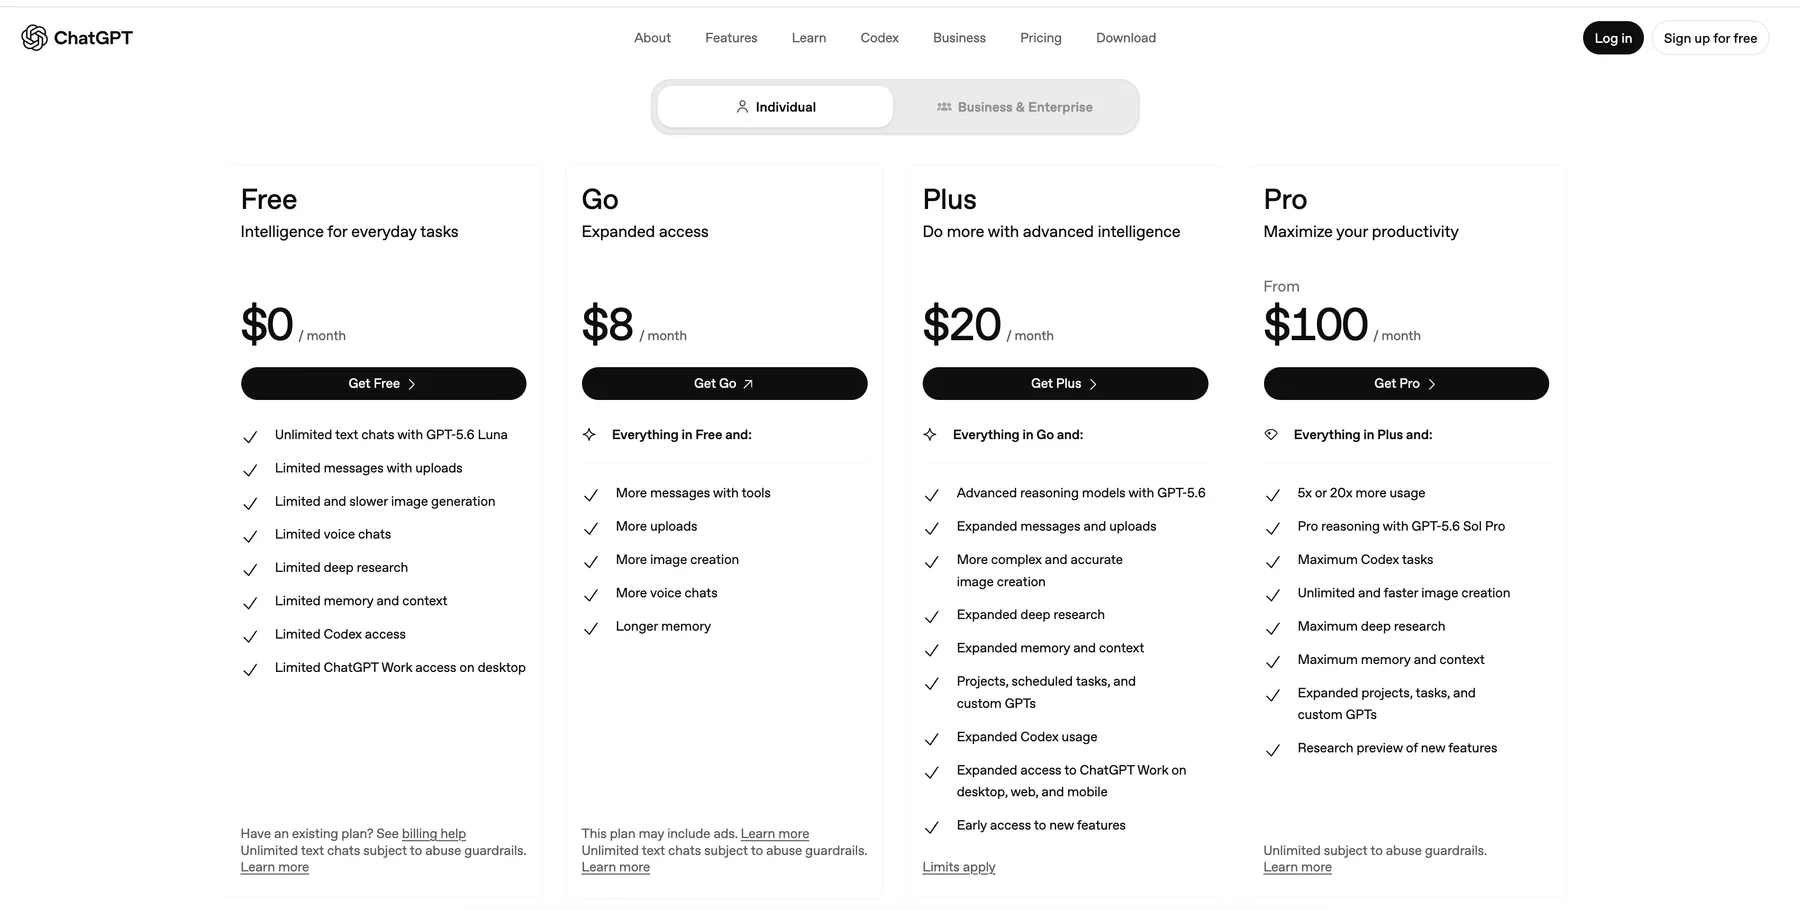 ChatGPT
About
Features
Learn
Codex
Business
Pricing
Download
Log in
Sign up for free
Individual
Business & Enterprise
Free
Intelligence for everyday tasks
$0 / month
Get Free
Unlimited text chats with GPT-5.6 Luna
Limited messages with uploads
Limited and slower image generation
Limited voice chats
Limited deep research
Limited memory and context
Limited Codex access
Limited ChatGPT Work access on desktop
Have an existing plan? See billing help
Unlimited text chats subject to abuse guardrails.
Learn more
Go
Expanded access
$8 / month
Get Go
Everything in Free and:
More messages with tools
More uploads
More image creation
More voice chats
Longer memory
This plan may include ads. Learn more
Unlimited text chats subject to abuse guardrails.
Learn more
Plus
Do more with advanced intelligence
$20 / month
Get Plus
Everything in Go and:
Advanced reasoning models with GPT-5.6
Expanded messages and uploads
More complex and accurate
image creation
Expanded deep research
Expanded memory and context
Projects, scheduled tasks, and
custom GPTs
Expanded Codex usage
Expanded access to ChatGPT Work on
desktop, web, and mobile
Early access to new features
Limits apply
Pro
Maximize your productivity
From
$100 / month
Get Pro
Everything in Plus and:
5x or 20x more usage
Pro reasoning with GPT-5.6 Sol Pro
Maximum Codex tasks
Unlimited and faster image creation
Maximum deep research
Maximum memory and context
Expanded projects, tasks, and
custom GPTs
Research preview of new features
Unlimited subject to abuse guardrails.
Learn more